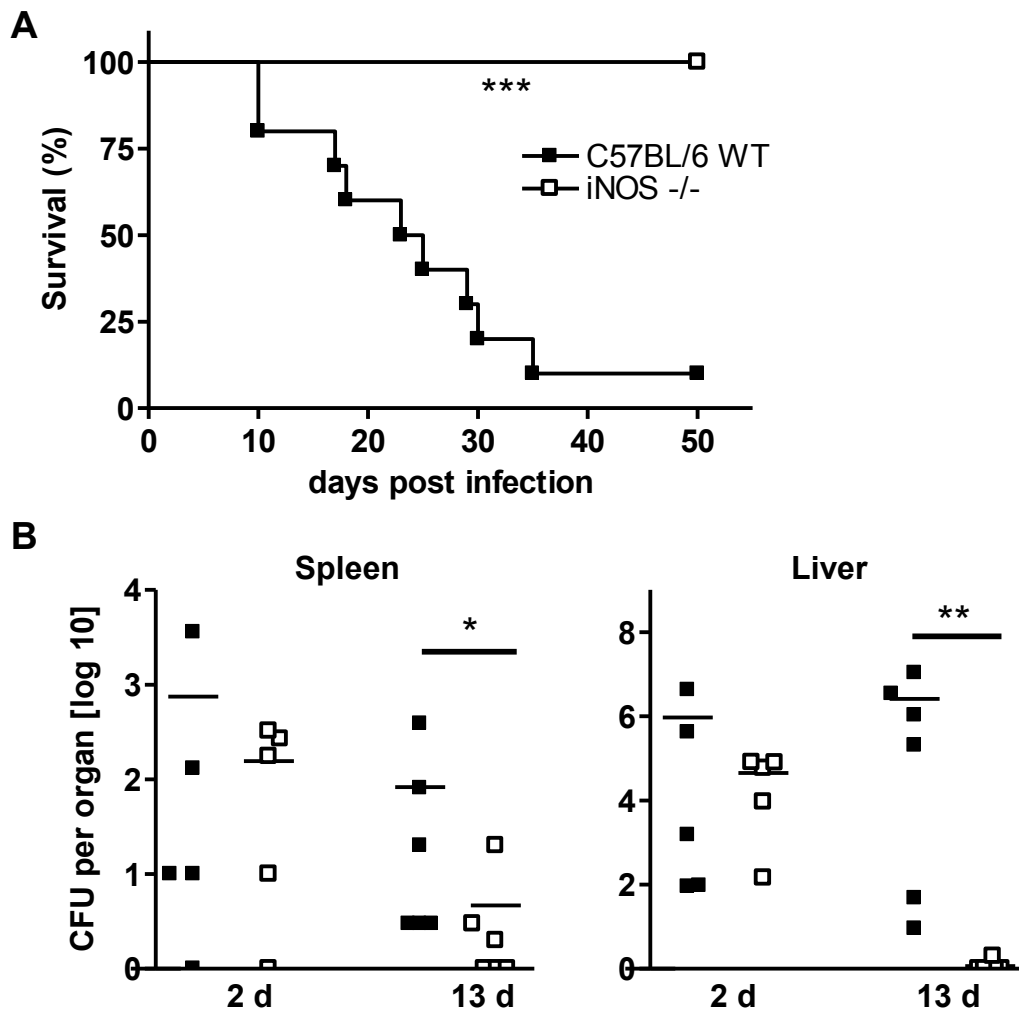 A
100
75
50
25
0
Survival (%)
***
C57BL/6 WT
iNOS -/-
0 10 20 30 40 50
days post infection
B
Spleen
Liver
CFU per organ [log 10]
4
3
2
1
0
*
2 d 13 d
8
6
4
2
0
**
2 d 13 d